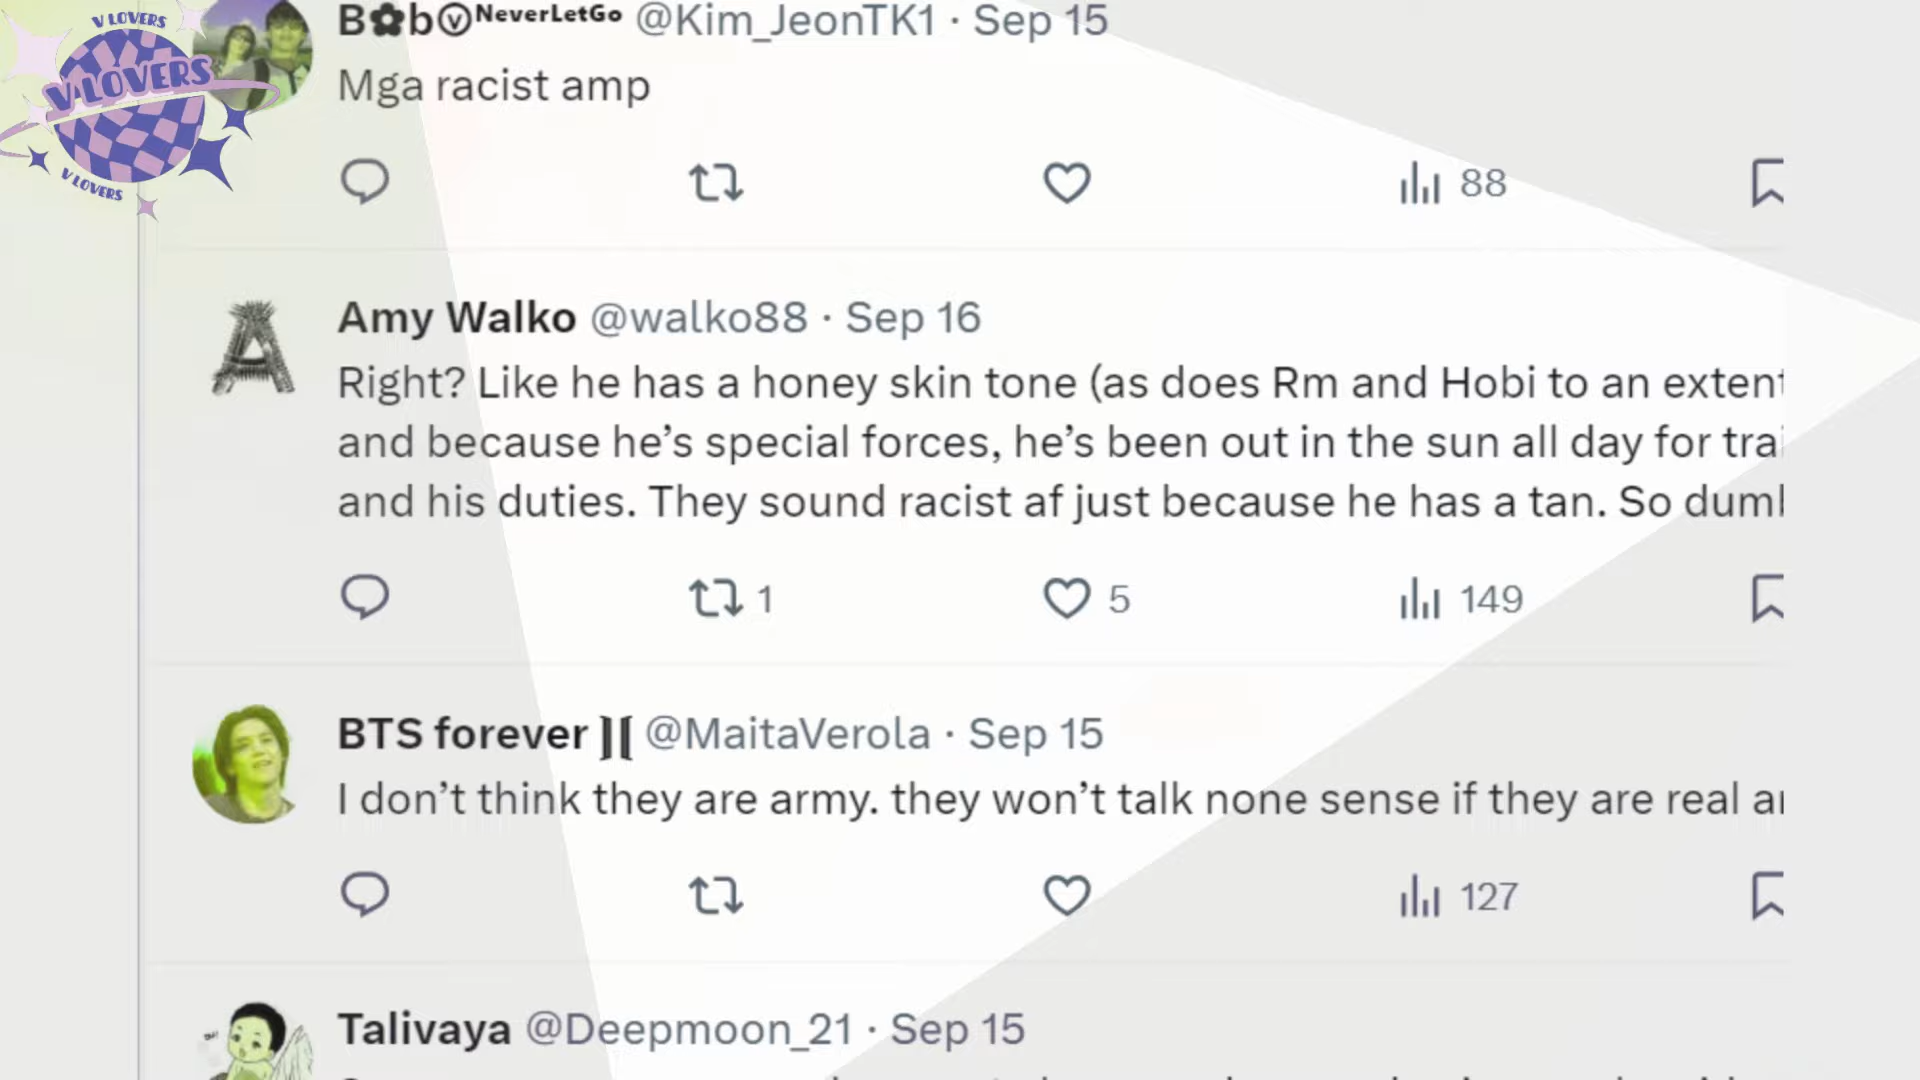 V LOVERS
V LOVERS
V LOVERS
B✿bⓥᴺᵉᵛᵉʳᴸᵉᵗᴳᵒ @Kim_JeonTK1 · Sep 15
Mga racist amp
88
Amy Walko @walko88 · Sep 16
Right? Like he has a honey skin tone (as does Rm and Hobi to an extent
and because he’s special forces, he’s been out in the sun all day for
and his duties. They sound racist af just because he has a tan. So
1 5 149
BTS forever @MaitaVerola · Sep 15
I don’t think they are army. they won’t talk none sense if they are real
127
Talivaya @Deepmoon_21 · Sep 15